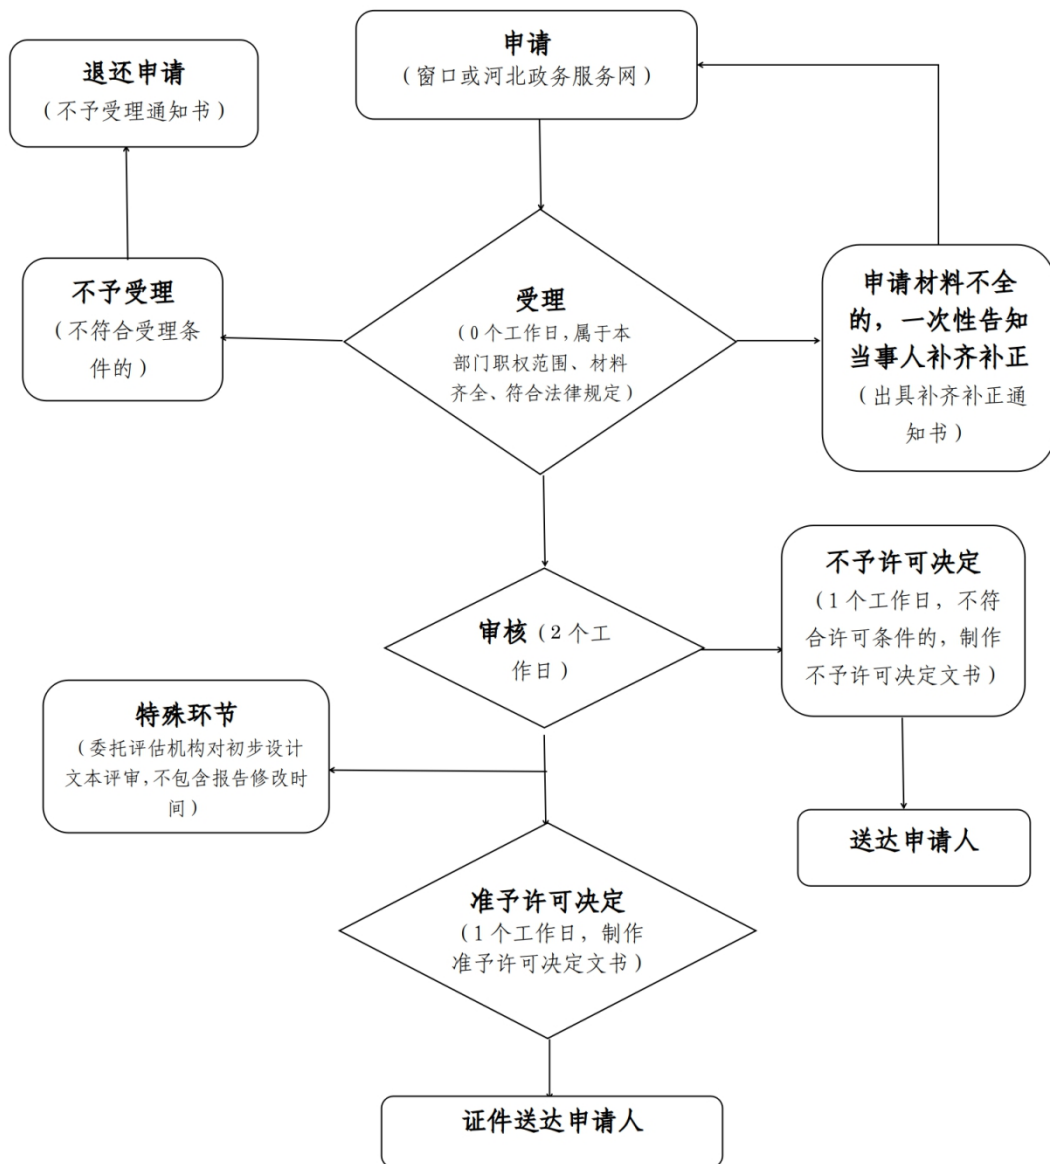 申请
（窗口或河北政务服务网）
退还申请
（不予受理通知书）
不予受理
（不符合受理条
件的）
受理
（0个工作日，属于本
部门职权范围、材料
齐全、符合法律规定）
申请材料不全
的，一次性告知
当事人补齐补正
（出具补齐补正通
知书）
审核（2个工
作日）
不予许可决定
（1个工作日，不符
合许可条件的，制作
不予许可决定文书）
特殊环节
（委托评估机构对初步设计
文本评审，不包含报告修改时
间）
送达申请人
准予许可决定
（1个工作日，制作
准予许可决定文书）
证件送达申请人